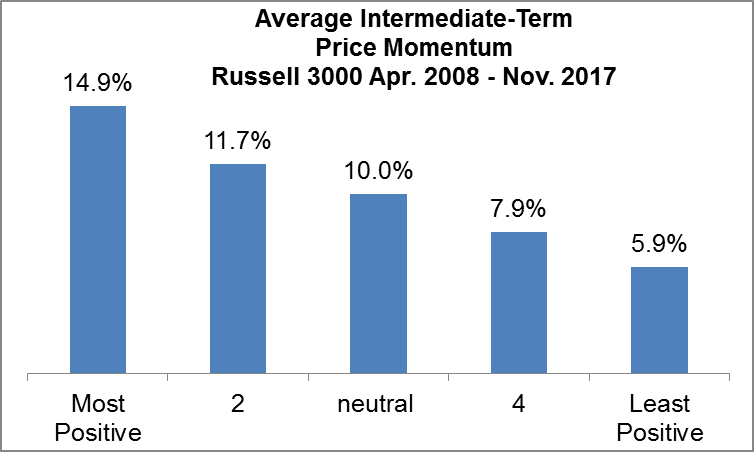 Average Intermediate-Term
Price Momentum
Russell 3000 Apr. 2008 - Nov. 2017
14.9%
11.7%
10.0%
7.9%
5.9%
Most
Positive
2
neutral
4
Least
Positive